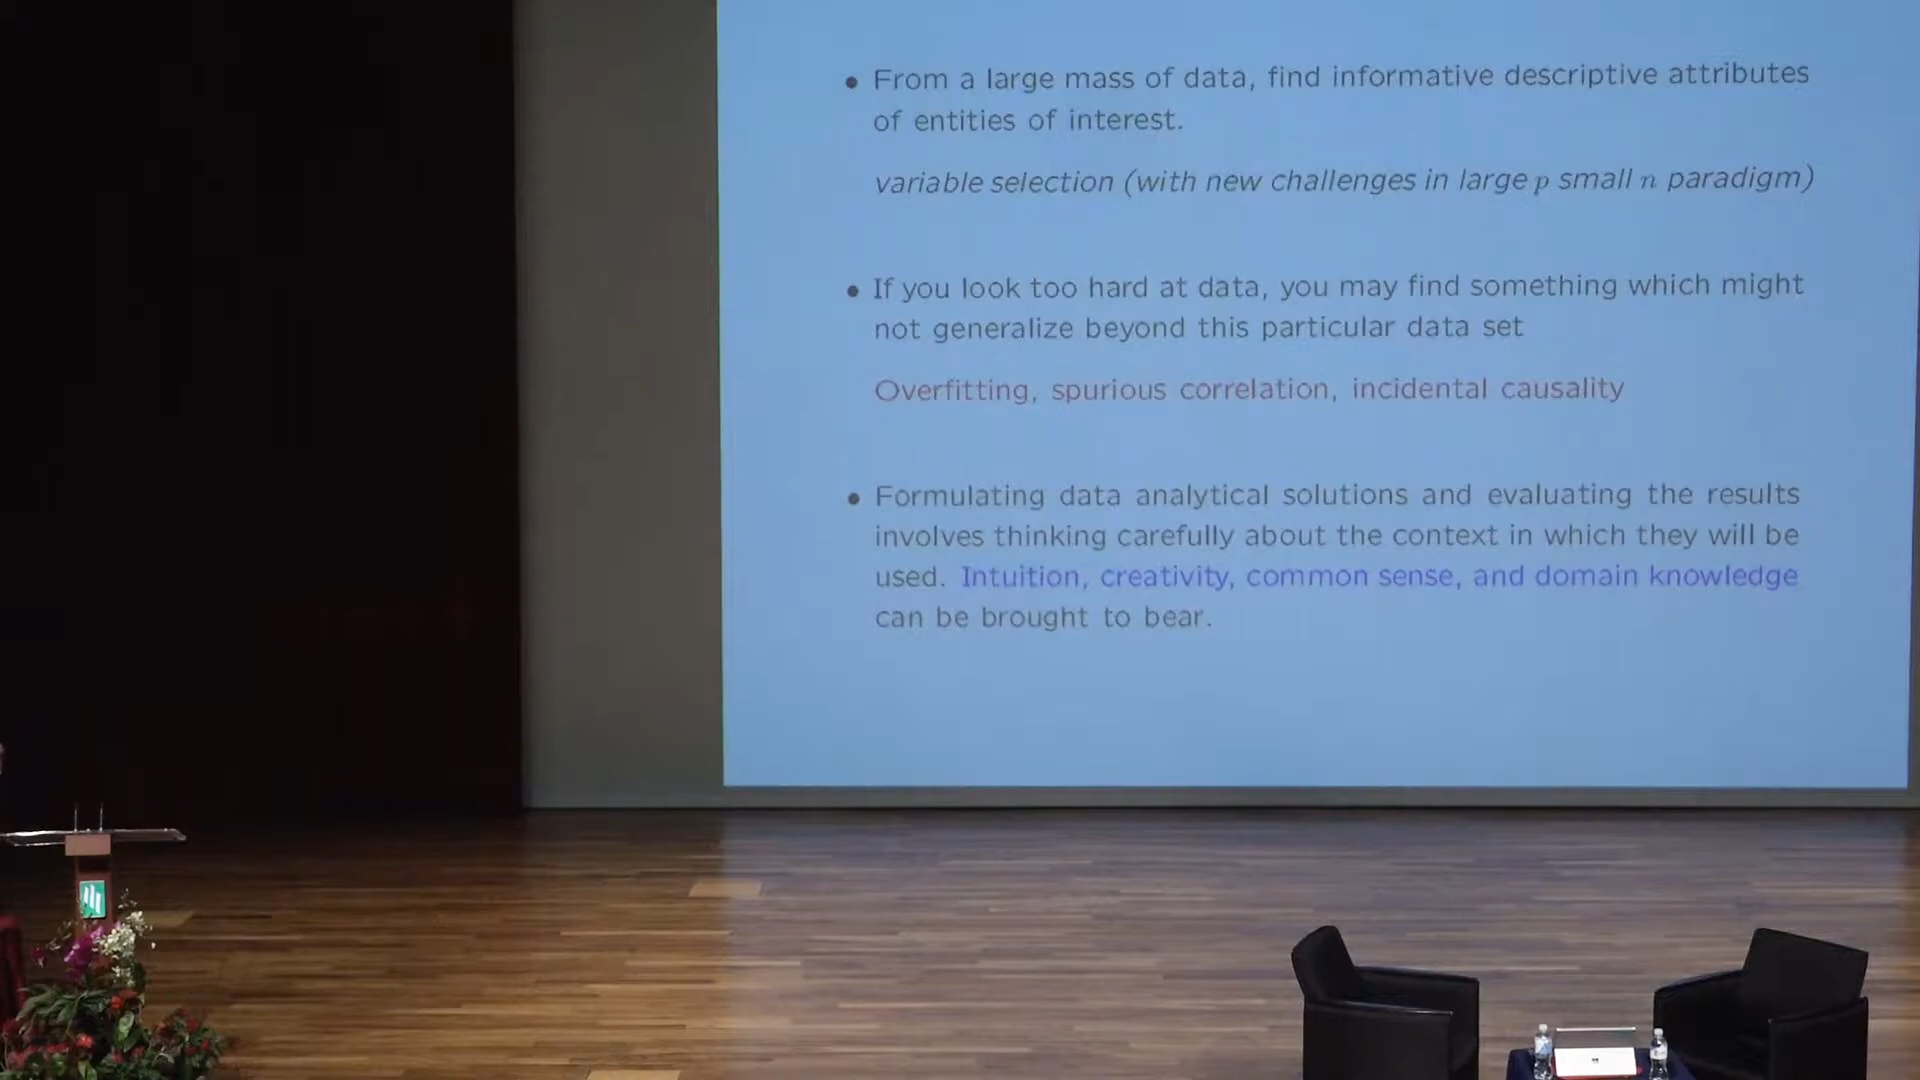 • From a large mass of data, find informative descriptive attributes
of entities of interest.
variable selection (with new challenges in large p small n paradigm)
• If you look too hard at data, you may find something which might
not generalize beyond this particular data set
Overfitting, spurious correlation, incidental causality
• Formulating data analytical solutions and evaluating the results
involves thinking carefully about the context in which they will be
used. Intuition, creativity, common sense, and domain knowledge
can be brought to bear.